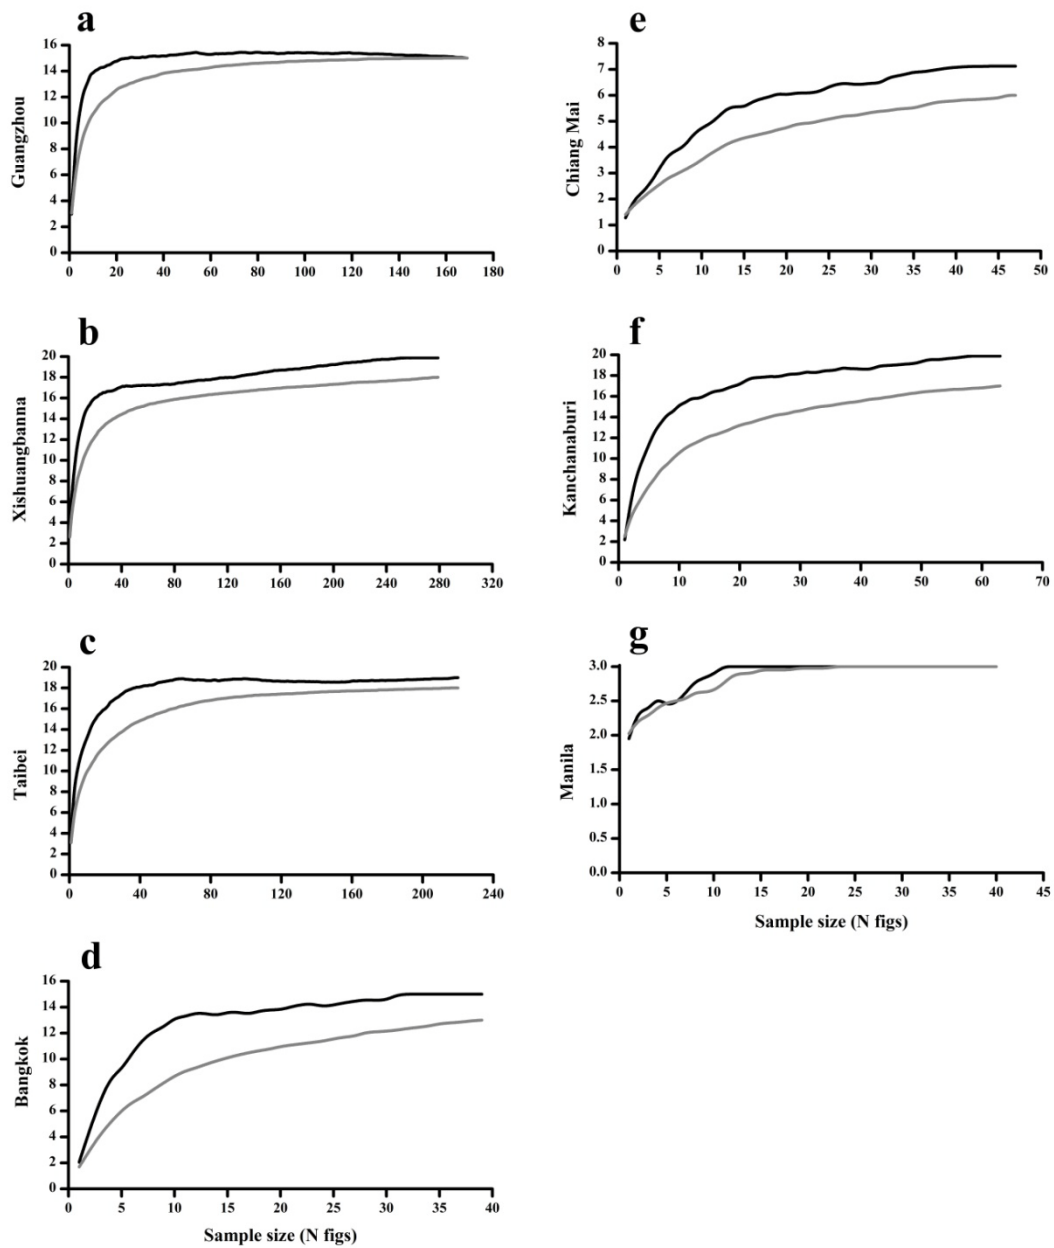 a
16
14
12
10
8
6
4
2
0
Guangzhou
0 20 40 60 80 100 120 140 160 180
b
20
18
16
14
12
10
8
6
4
2
0
Xishuangbanna
0 40 80 120 160 200 240 280 320
c
20
18
16
14
12
10
8
6
4
2
0
Taibei
0 40 80 120 160 200 240
d
16
14
12
10
8
6
4
2
0
Bangkok
0 5 10 15 20 25 30 35 40
Sample size (N figs)
e
8
7
6
5
4
3
2
1
0
Chiang Mai
0 5 10 15 20 25 30 35 40 45 50
f
20
18
16
14
12
10
8
6
4
2
0
Kanchanaburi
0 10 20 30 40 50 60 70
g
3.0
2.5
2.0
1.5
1.0
0.5
0.0
Manila
0 5 10 15 20 25 30 35 40 45
Sample size (N figs)